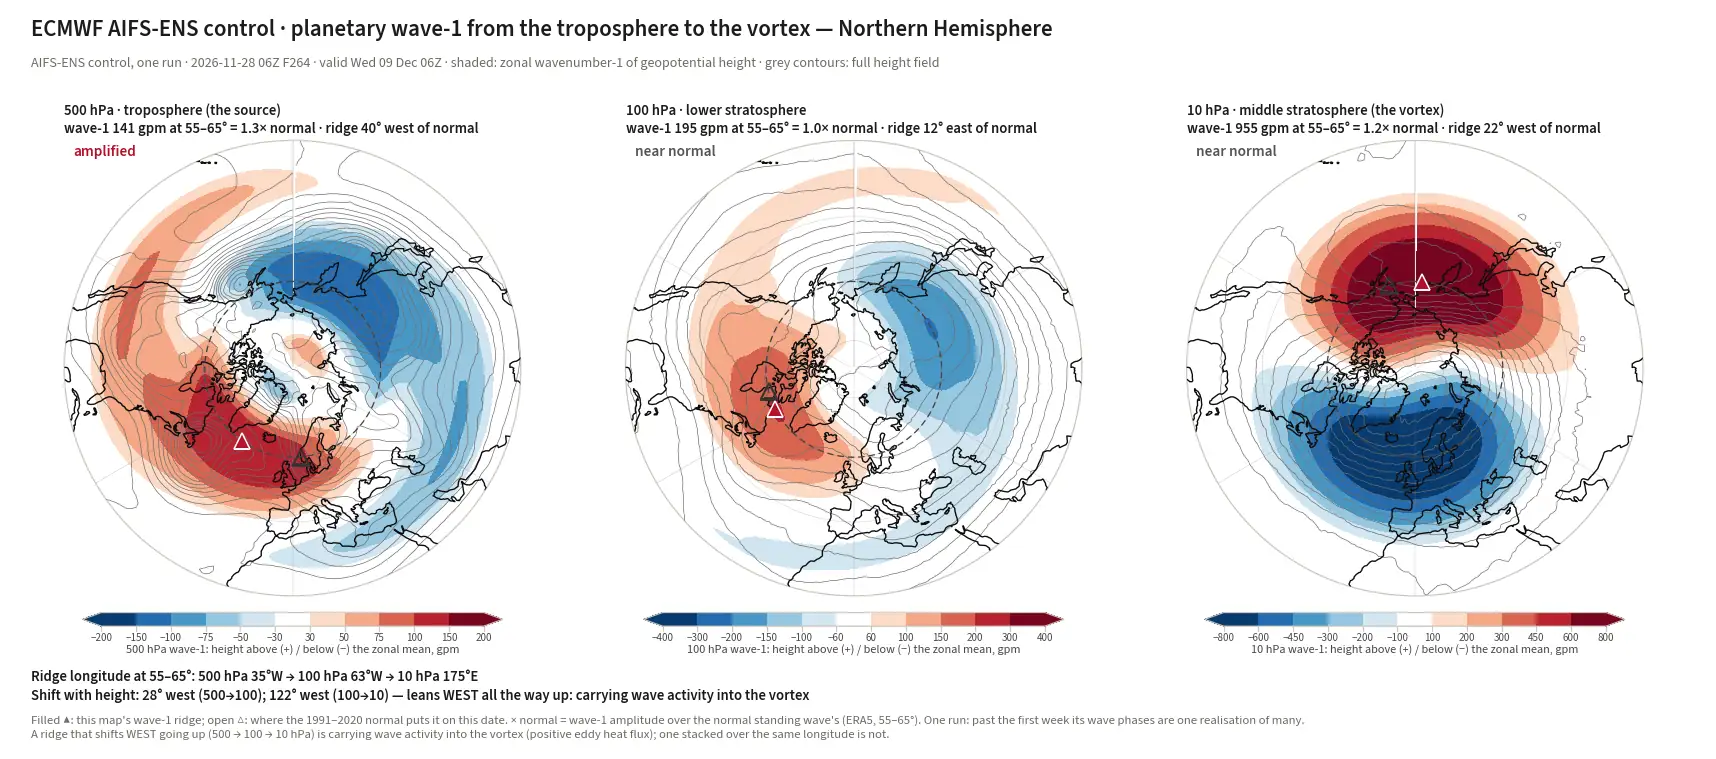 ECMWF AIFS-ENS control · planetary wave-1 from the troposphere to the vortex — Northern Hemisphere
AIFS-ENS control, one run · 2026-11-28 06Z F264 · valid Wed 09 Dec 06Z · shaded: zonal wavenumber-1 of geopotential height · grey contours: full height field
500 hPa · troposphere (the source)
wave-1 141 gpm at 55–65° = 1.3× normal · ridge 40° west of normal
amplified
100 hPa · lower stratosphere
wave-1 195 gpm at 55–65° = 1.0× normal · ridge 12° east of normal
near normal
10 hPa · middle stratosphere (the vortex)
wave-1 955 gpm at 55–65° = 1.2× normal · ridge 22° west of normal
near normal
−200 −150 −100 −75 −50 −30 30 50 75 100 150 200
500 hPa wave-1: height above (+) / below (−) the zonal mean, gpm
−400 −300 −200 −150 −100 −60 60 100 150 200 300 400
100 hPa wave-1: height above (+) / below (−) the zonal mean, gpm
−800 −600 −450 −300 −200 −100 100 200 300 450 600 800
10 hPa wave-1: height above (+) / below (−) the zonal mean, gpm
Ridge longitude at 55–65°: 500 hPa 35°W → 100 hPa 63°W → 10 hPa 175°E
Shift with height: 28° west (500→100); 122° west (100→10) — leans WEST all the way up: carrying wave activity into the vortex
Filled ▲: this map's wave-1 ridge; open △: where the 1991–2020 normal puts it on this date. × normal = wave-1 amplitude over the normal standing wave's (ERA5, 55–65°). One run: past the first week its wave phases are one realisation of many.
A ridge that shifts WEST going up (500 → 100 → 10 hPa) is carrying wave activity into the vortex (positive eddy heat flux); one stacked over the same longitude is not.